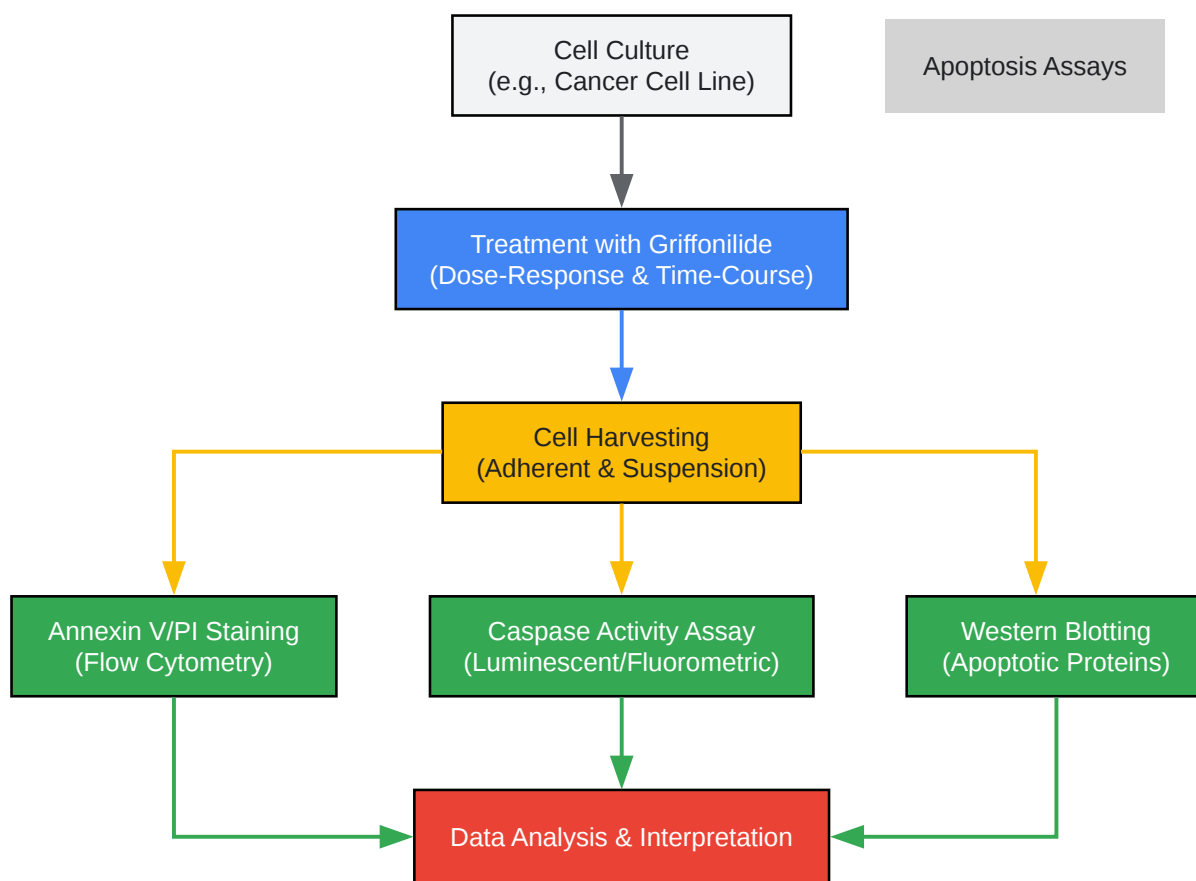 Cell Culture
(e.g., Cancer Cell Line)
Apoptosis Assays
Treatment with Griffonilide
(Dose-Response & Time-Course)
Cell Harvesting
(Adherent & Suspension)
Annexin V/PI Staining
(Flow Cytometry)
Caspase Activity Assay
(Luminescent/Fluorometric)
Western Blotting
(Apoptotic Proteins)
Data Analysis & Interpretation